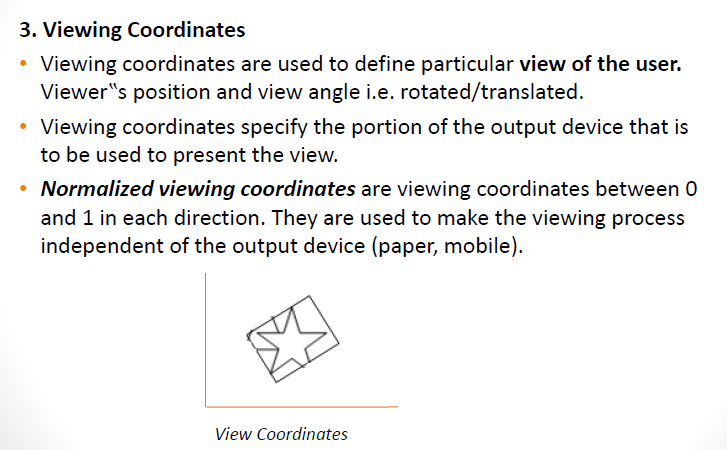 3. Viewing Coordinates
• Viewing coordinates are used to define particular view of the user.
Viewer‟s position and view angle i.e. rotated/translated.
• Viewing coordinates specify the portion of the output device that is
to be used to present the view.
• Normalized viewing coordinates are viewing coordinates between 0
and 1 in each direction. They are used to make the viewing process
independent of the output device (paper, mobile).
View Coordinates